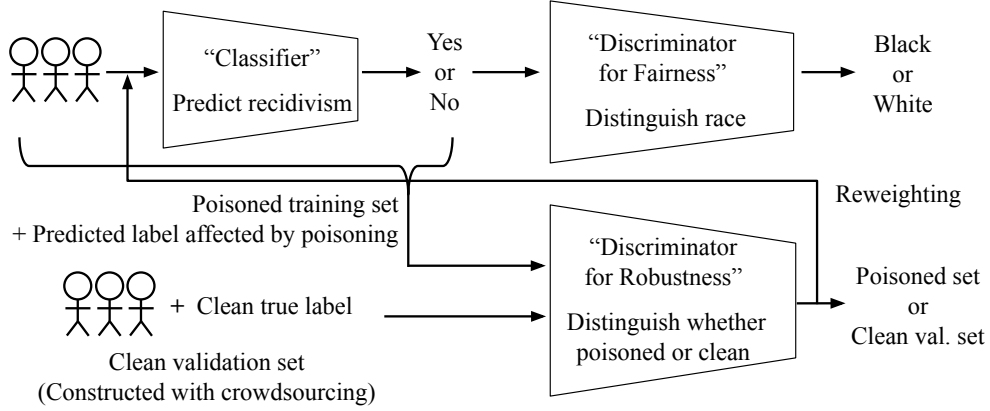 “Classifier”
Predict recidivism
Yes
or
No
“Discriminator
for Fairness”
Distinguish race
Black
or
White
Reweighting
Poisoned training set
+ Predicted label affected by poisoning
“Discriminator
for Robustness”
Distinguish whether
poisoned or clean
Poisoned set
or
Clean val. set
+ Clean true label
Clean validation set
(Constructed with crowdsourcing)